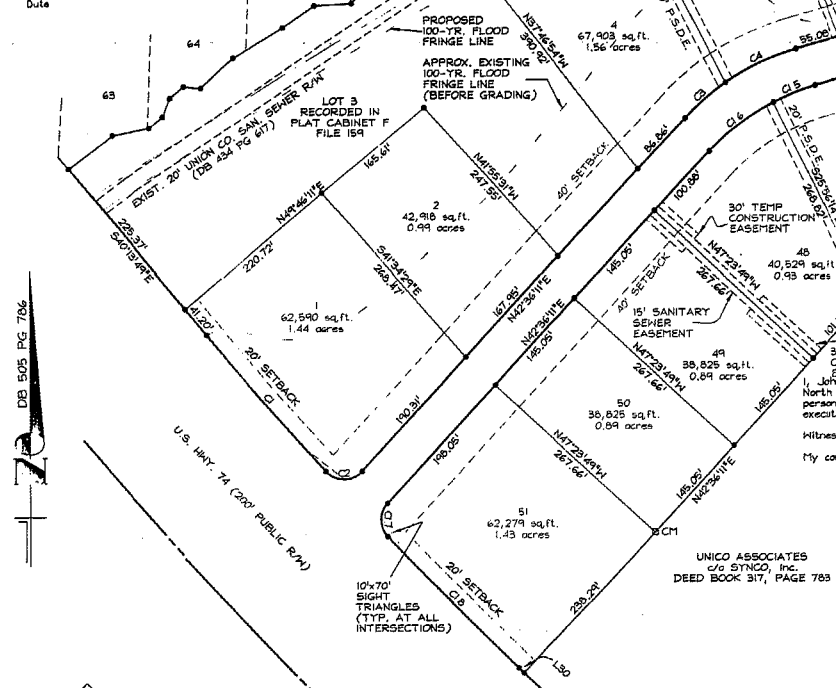 Date
64
63
PROPOSED
100-YR. FLOOD
FRINGE LINE
APPROX. EXISTING
100-YR. FLOOD
FRINGE LINE
(BEFORE GRADING)
LOT 3
RECORDED IN
PLAT CABINET F
FILE 159
EXIST. 20' UNION CO. SAN. SEWER R/W
(DB 434 PG 617)
N37°46'54"W
390.92'
4
67,903 sq.ft.
1.56 acres
P.S.D.E.
C4
55.08'
C3
C15
C16
86.86'
100.88'
20' P.S.D.E.
268.82'
40' SETBACK
165.61'
N49°46'11"E
220.72'
N41°55'31"W
247.55'
2
42,918 sq.ft.
0.99 acres
S41°34'29"E
268.47'
225.37'
S40°13'49"E
41.20'
1
62,590 sq.ft.
1.44 acres
20' SETBACK
C1
C2
190.31'
167.95'
N42°36'11"E
N42°36'11"E
145.05'
145.05'
40' SETBACK
30' TEMP
CONSTRUCTION
EASEMENT
N47°23'49"W
267.66'
48
40,529 sq.ft.
0.93 acres
15' SANITARY
SEWER
EASEMENT
49
38,825 sq.ft.
0.89 acres
N47°23'49"W
267.66'
50
38,825 sq.ft.
0.89 acres
N47°23'49"W
267.66'
145.05'
145.05'
N42°36'11"E
198.05'
51
62,279 sq.ft.
1.43 acres
CM
238.29'
20' SETBACK
C18
L30
10'x70'
SIGHT
TRIANGLES
(TYP. AT ALL
INTERSECTIONS)
U.S. HWY. 74 (200' PUBLIC R/W)
DB 505 PG 786
N
UNICO ASSOCIATES
c/o SYNCO, Inc.
DEED BOOK 317, PAGE 783
I, Joh
North
person
execut
Witnes
My co